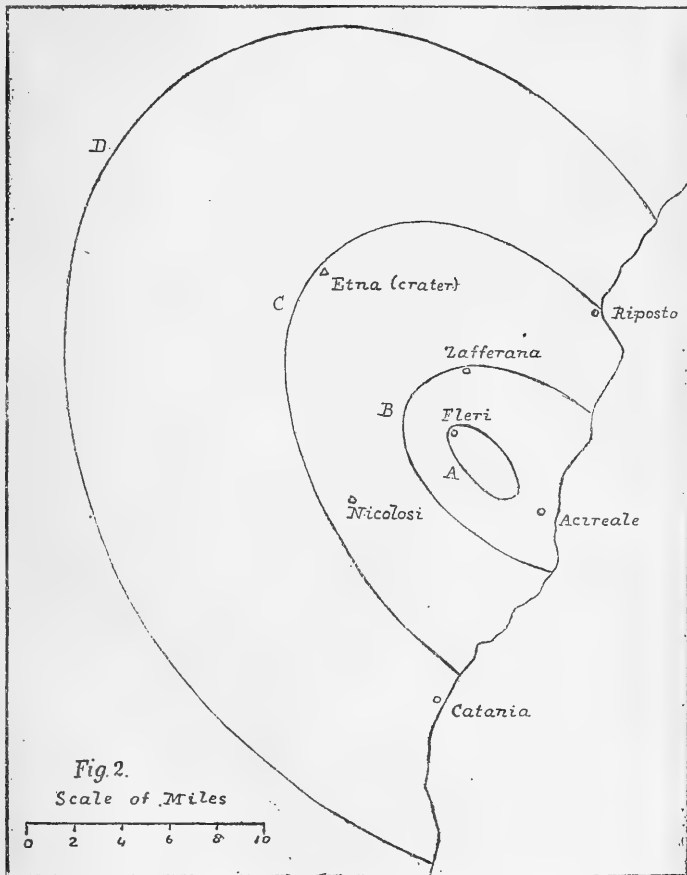 D
Etna (crater)
C
Riposto
Zafferana
B
Fleri
A
Nicolosi
Acireale
Catania
Fig. 2.
Scale of Miles
0 2 4 6 8 10